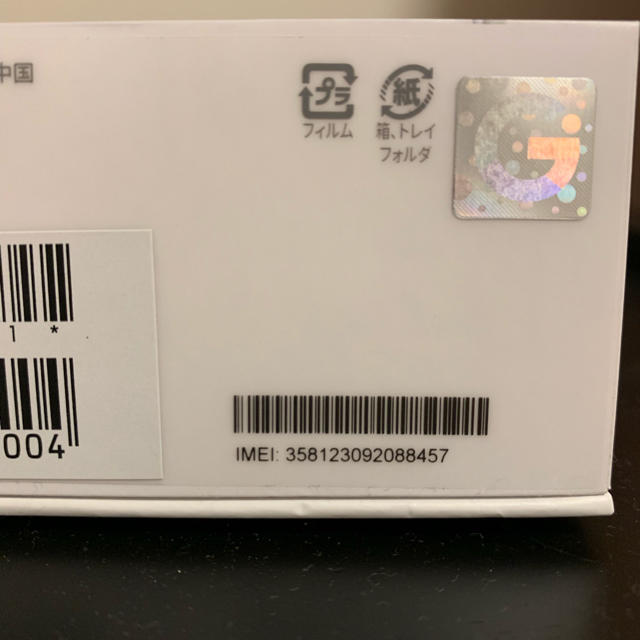 中国
プラ
フィルム
紙
箱、トレイ
フォルダ
G
1 *
004
IMEI: 358123092088457